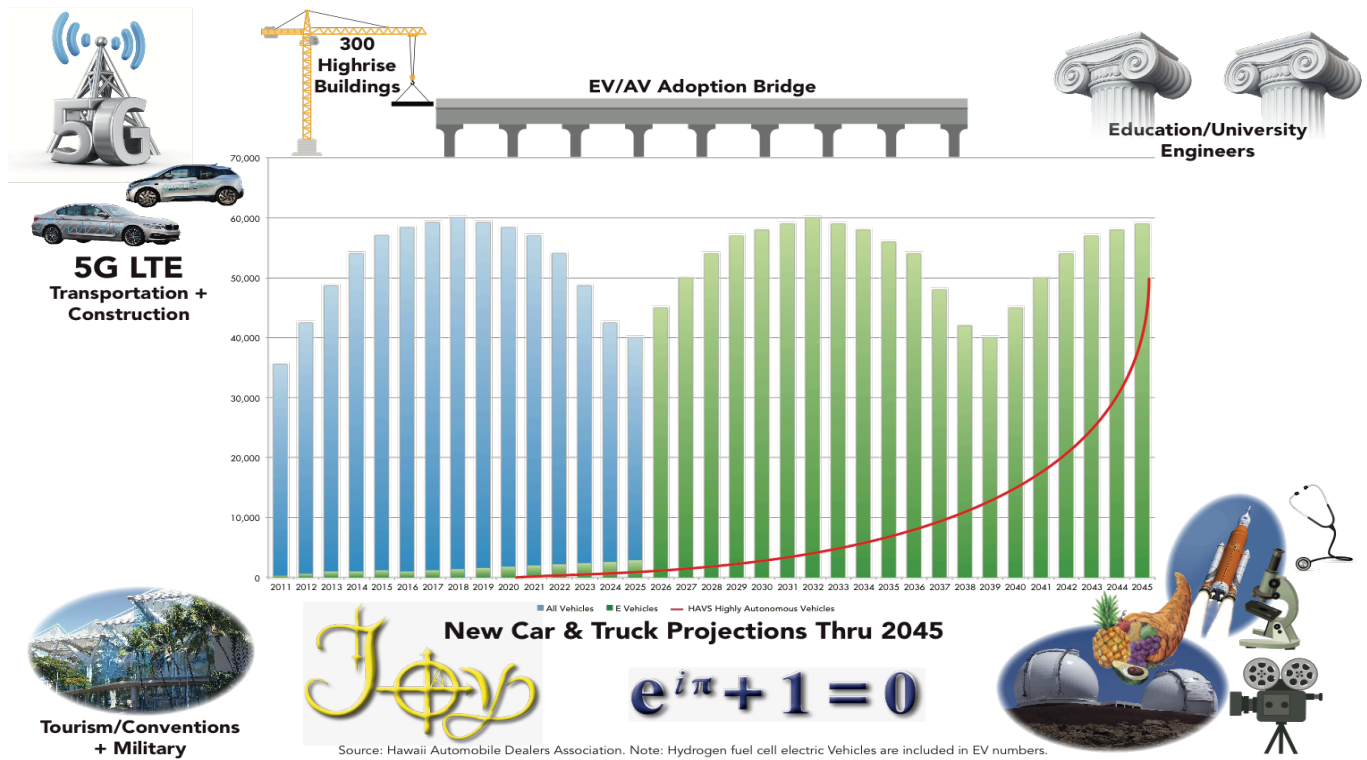 300
Highrise
Buildings
EV/AV Adoption Bridge
Education/University
Engineers
5G
5G LTE
Transportation +
Construction
70,000
60,000
50,000
40,000
30,000
20,000
10,000
0
2011 2012 2013 2014 2015 2016 2017 2018 2019 2020 2021 2022 2023 2024 2025 2026 2027 2028 2029 2030 2031 2032 2033 2034 2035 2036 2037 2038 2039 2040 2041 2042 2043 2044 2045
All Vehicles E Vehicles HAVS Highly Autonomous Vehicles
New Car & Truck Projections Thru 2045
Joy
e^{iπ} + 1 = 0
Tourism/Conventions
+ Military
Source: Hawaii Automobile Dealers Association. Note: Hydrogen fuel cell electric Vehicles are included in EV numbers.